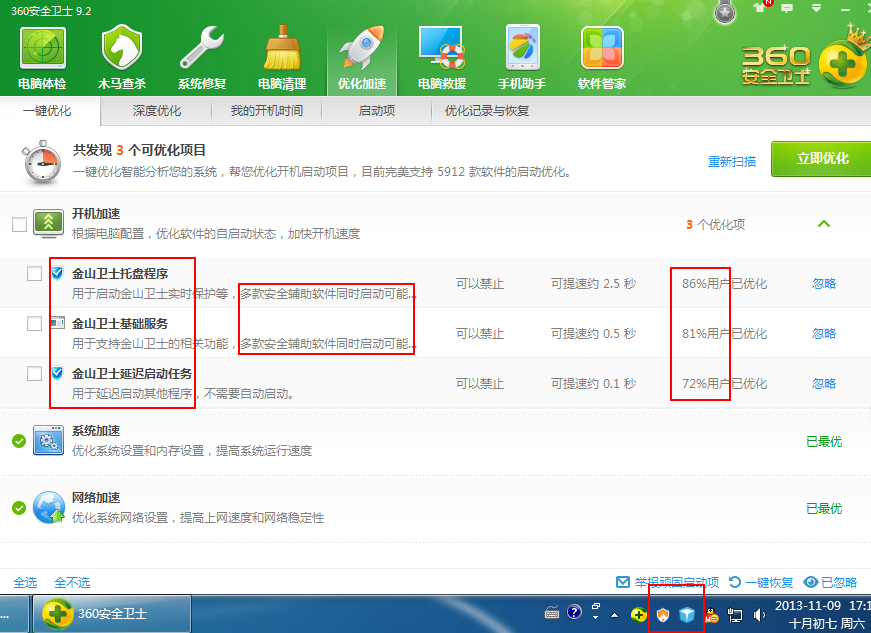 360安全卫士 9.2
N
电脑体检 木马查杀 系统修复 电脑清理 优化加速 电脑救援 手机助手 软件管家
360
安全卫士
一键优化 深度优化 我的开机时间 启动项 优化记录与恢复
共发现 3 个可优化项目
一键优化智能分析您的系统，帮您优化开机启动项目，目前完美支持 5912 款软件的启动优化。
重新扫描
立即优化
开机加速
根据电脑配置，优化软件的自启动状态，加快开机速度
3 个优化项
金山卫士托盘程序
用于启动金山卫士实时保护等，多款安全辅助软件同时启动可能...
可以禁止 可提速约 2.5 秒 86%用户已优化 忽略
金山卫士基础服务
用于支持金山卫士的相关功能，多款安全辅助软件同时启动可能...
可以禁止 可提速约 0.5 秒 81%用户已优化 忽略
金山卫士延迟启动任务
用于延迟启动其他程序，不需要自动启动。
可以禁止 可提速约 0.1 秒 72%用户已优化 忽略
系统加速
优化系统设置和内存设置，提高系统运行速度
已最优
网络加速
优化系统网络设置，提高上网速度和网络稳定性
已最优
全选 全不选
举报顽固启动项 一键恢复 已忽略
... 360安全卫士
2013-11-09 17:1
十月初七 周六